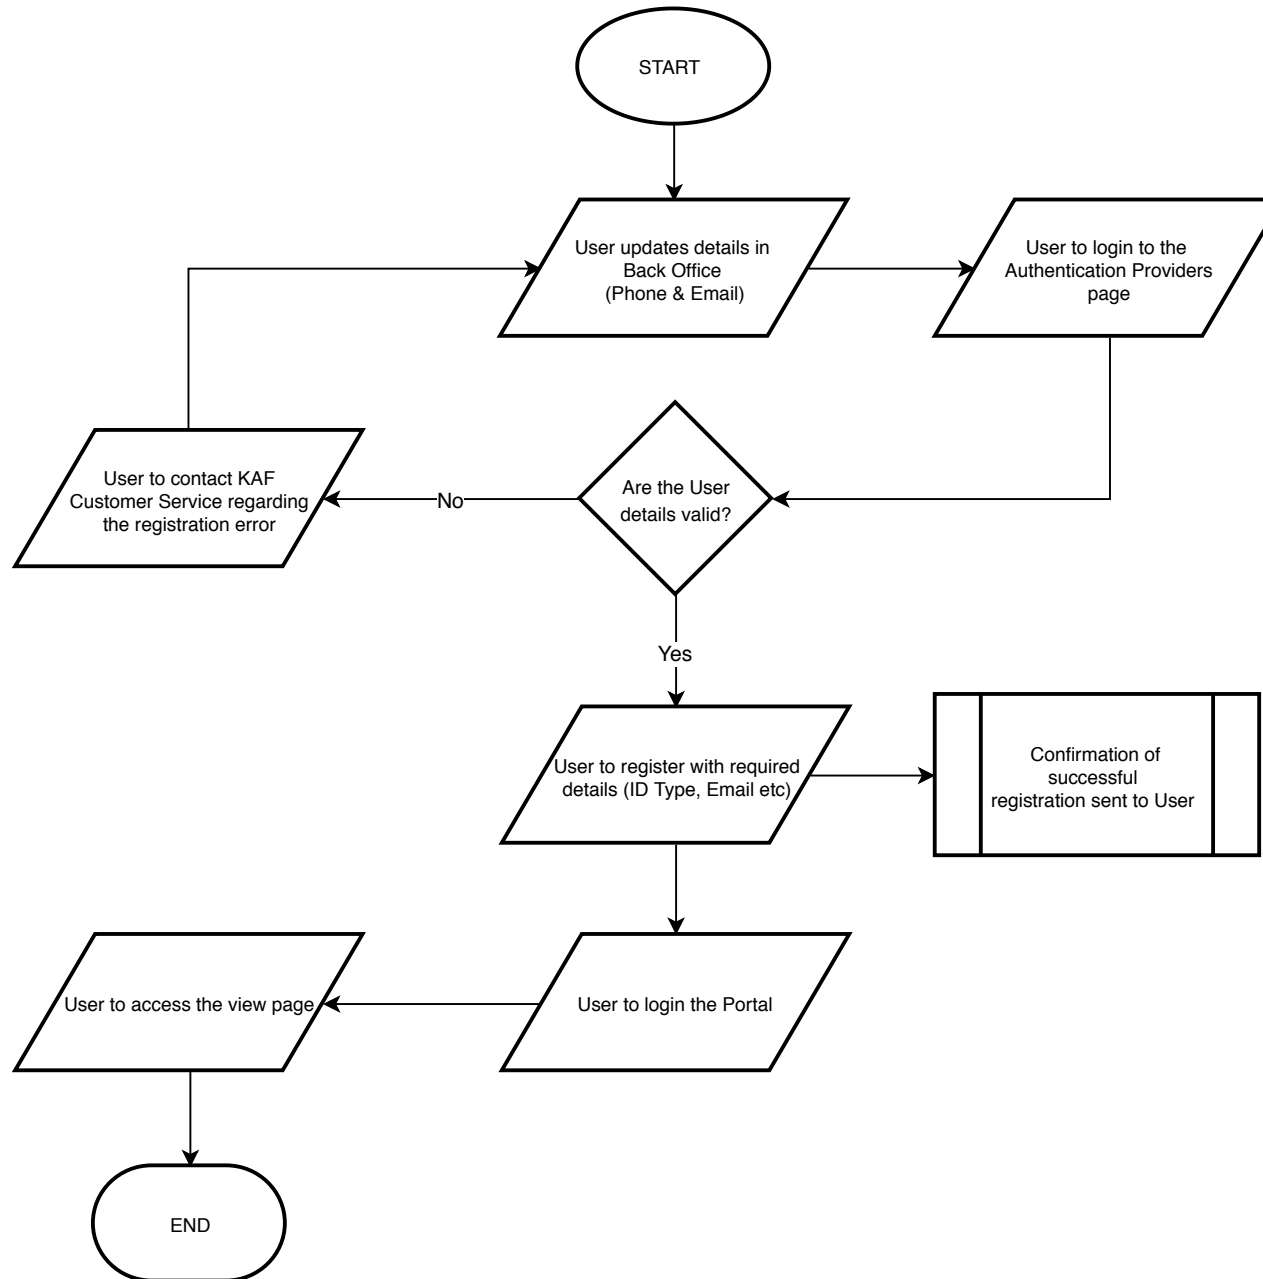 START
User updates details in
Back Office
(Phone & Email)
User to login to the
Authentication Providers
page
User to contact KAF
Customer Service regarding
the registration error
No
Are the User
details valid?
Yes
User to register with required
details (ID Type, Email etc)
Confirmation of
successful
registration sent to User
User to access the view page
User to login the Portal
END